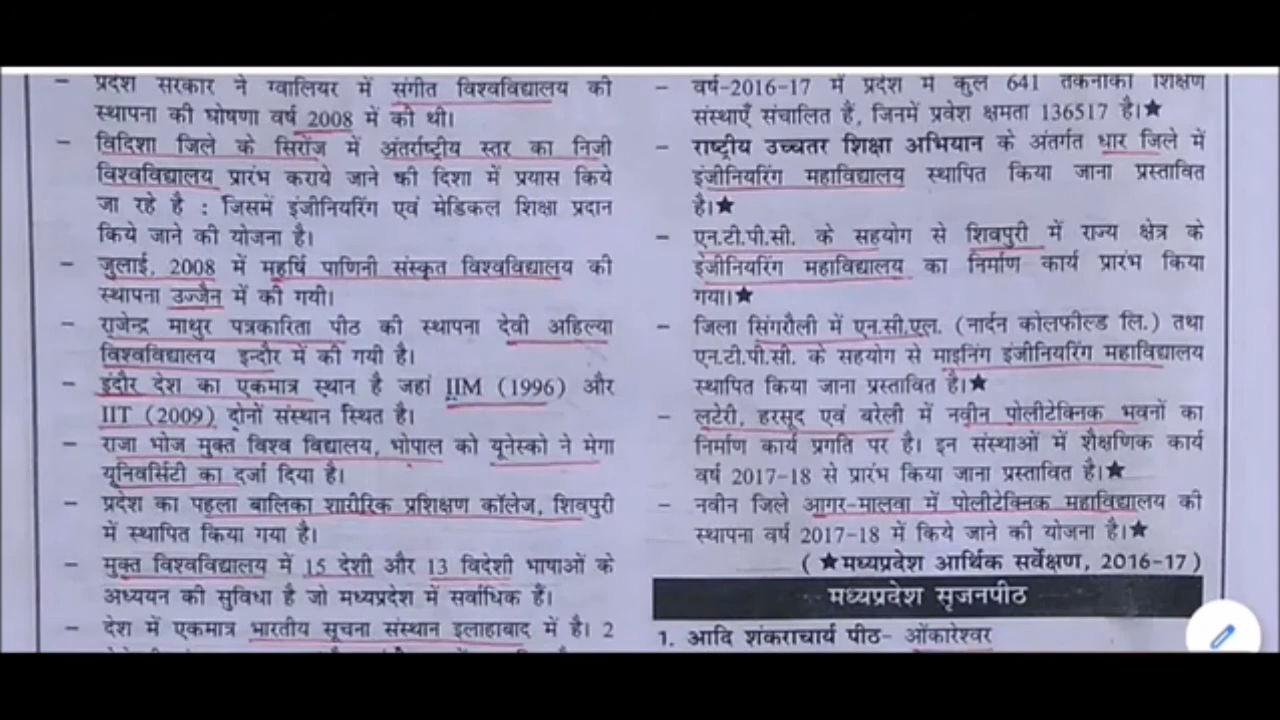 – प्रदेश सरकार ने ग्वालियर में संगीत विश्वविद्यालय की
स्थापना की घोषणा वर्ष 2008 में की थी।
– विदिशा जिले के सिरोंज में अंतर्राष्ट्रीय स्तर का निजी
विश्वविद्यालय प्रारंभ कराये जाने की दिशा में प्रयास किये
जा रहे है : जिसमें इंजीनियरिंग एवं मेडिकल शिक्षा प्रदान
किये जाने की योजना है।
– जुलाई, 2008 में महर्षि पाणिनी संस्कृत विश्वविद्यालय की
स्थापना उज्जैन में की गयी।
– राजेन्द्र माथुर पत्रकारिता पीठ की स्थापना देवी अहिल्या
विश्वविद्यालय इन्दौर में की गयी है।
– इंदौर देश का एकमात्र स्थान है जहां IIM (1996) और
IIT (2009) दोनों संस्थान स्थित है।
– राजा भोज मुक्त विश्व विद्यालय, भोपाल को यूनेस्को ने मेगा
यूनिवर्सिटी का दर्जा दिया है।
– प्रदेश का पहला बालिका शारीरिक प्रशिक्षण कॉलेज, शिवपुरी
में स्थापित किया गया है।
– मुक्त विश्वविद्यालय में 15 देशी और 13 विदेशी भाषाओं के
अध्ययन की सुविधा है जो मध्यप्रदेश में सर्वाधिक हैं।
– देश में एकमात्र भारतीय सूचना संस्थान इलाहाबाद में है। 2
– वर्ष-2016-17 में प्रदेश में कुल 641 तकनीकी शिक्षण
संस्थाएँ संचालित हैं, जिनमें प्रवेश क्षमता 136517 है।★
– राष्ट्रीय उच्चतर शिक्षा अभियान के अंतर्गत धार जिले में
इंजीनियरिंग महाविद्यालय स्थापित किया जाना प्रस्तावित
है।★
– एन.टी.पी.सी. के सहयोग से शिवपुरी में राज्य क्षेत्र के
इंजीनियरिंग महाविद्यालय का निर्माण कार्य प्रारंभ किया
गया।★
– जिला सिंगरौली में एन.सी.एल. (नार्दन कोलफील्ड लि.) तथा
एन.टी.पी.सी. के सहयोग से माइनिंग इंजीनियरिंग महाविद्यालय
स्थापित किया जाना प्रस्तावित है।★
– लटेरी, हरसूद एवं बरेली में नवीन पोलीटेक्निक भवनों का
निर्माण कार्य प्रगति पर है। इन संस्थाओं में शैक्षणिक कार्य
वर्ष 2017-18 से प्रारंभ किया जाना प्रस्तावित है।★
– नवीन जिले आगर-मालवा में पोलीटेक्निक महाविद्यालय की
स्थापना वर्ष 2017-18 में किये जाने की योजना है।★
(★मध्यप्रदेश आर्थिक सर्वेक्षण, 2016-17)
मध्यप्रदेश सृजनपीठ
1. आदि शंकराचार्य पीठ- ओंकारेश्वर